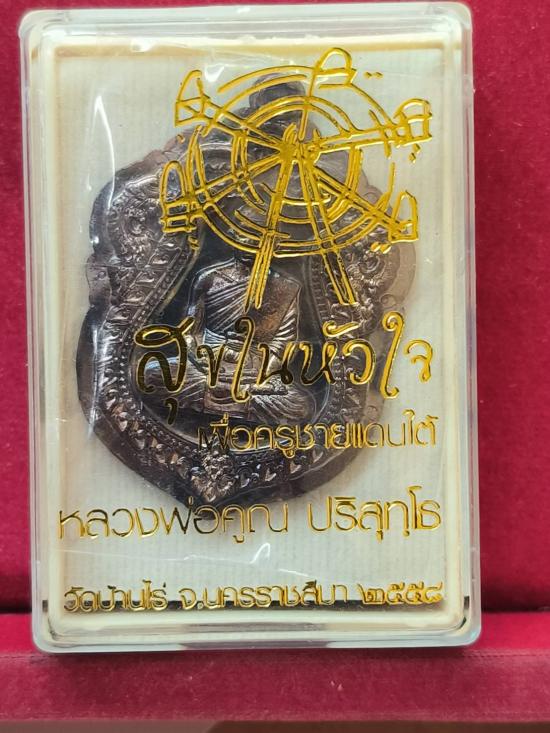 สุขในหัวใจ
เพื่อครูชายแดนใต้
หลวงพ่อคูณ ปริสุทฺโธ
วัดบ้านไร่ จ.นครราชสีมา ๒๕๕๘